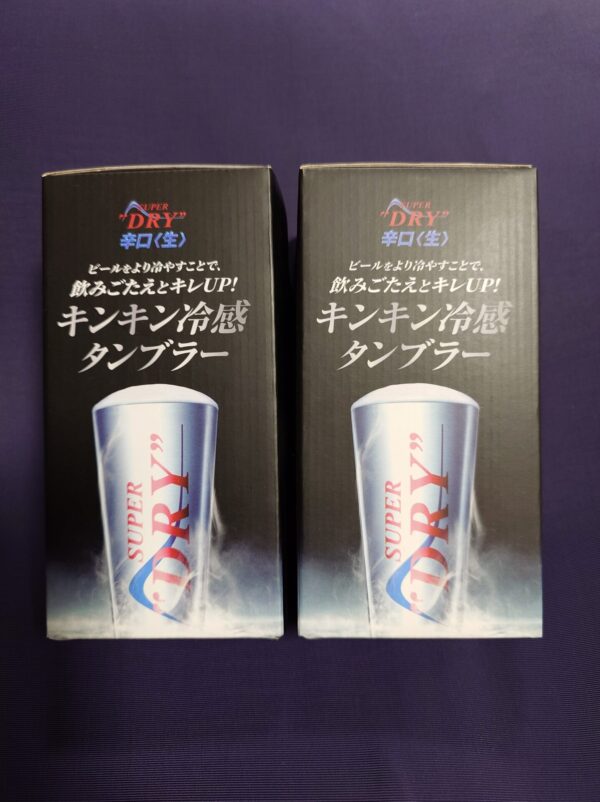 SUPER
"DRY"
辛口〈生〉
ビールをより冷やすことで、
飲みごたえとキレUP!
キンキン冷感
タンブラー
SUPER
"DRY"
SUPER
"DRY"
辛口〈生〉
ビールをより冷やすことで、
飲みごたえとキレUP!
キンキン冷感
タンブラー
SUPER
"DRY"